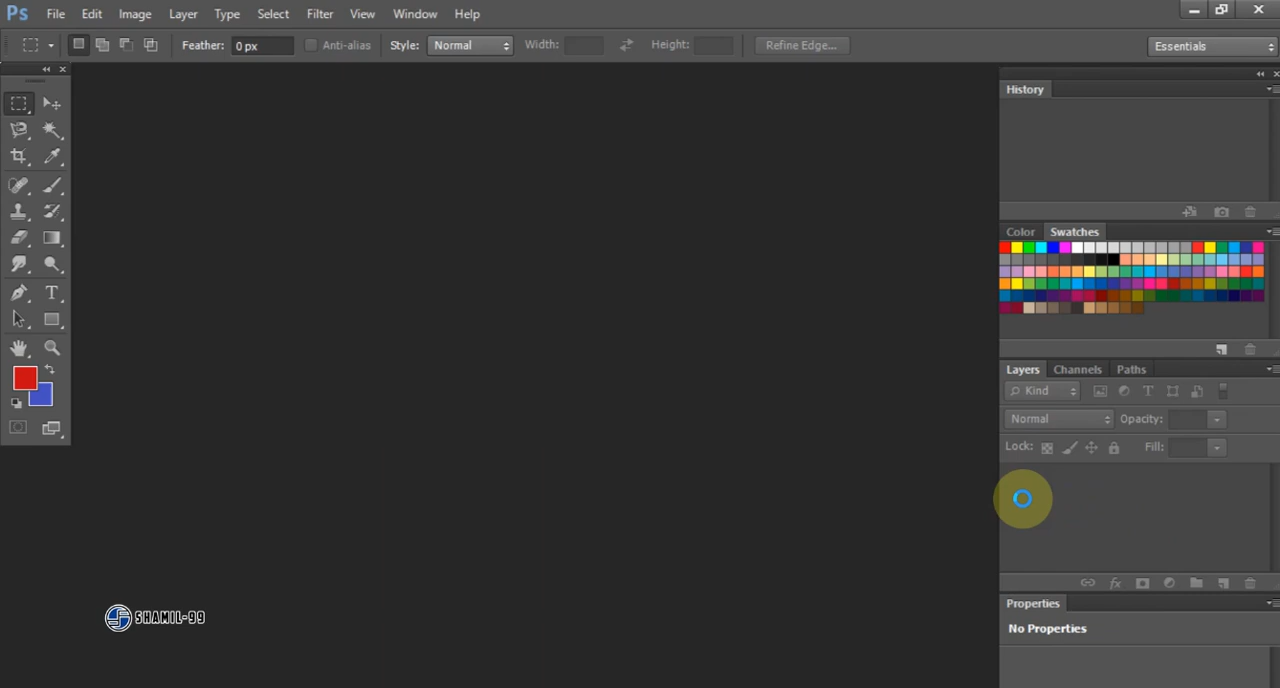 Ps File Edit Image Layer Type Select Filter View Window Help
Feather: 0 px Anti-alias Style: Normal Width: Height: Refine Edge... Essentials
History
Color Swatches
Layers Channels Paths
Kind T
Normal Opacity:
Lock: Fill:
fx
Properties
No Properties
T
SHAMIL-99